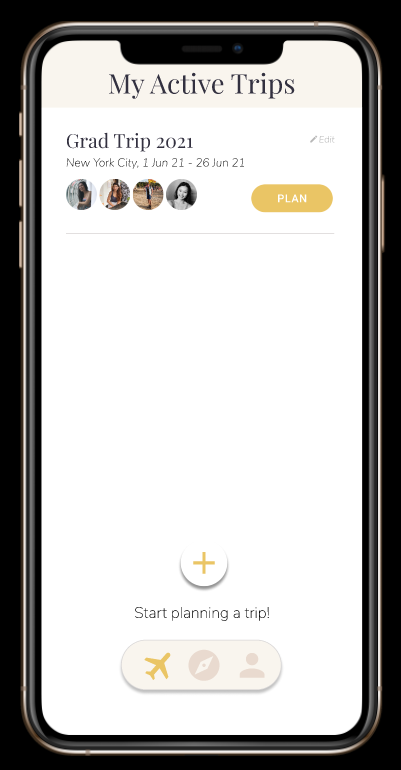 My Active Trips
Grad Trip 2021
Edit
New York City, 1 Jun 21 - 26 Jun 21
PLAN
Start planning a trip!